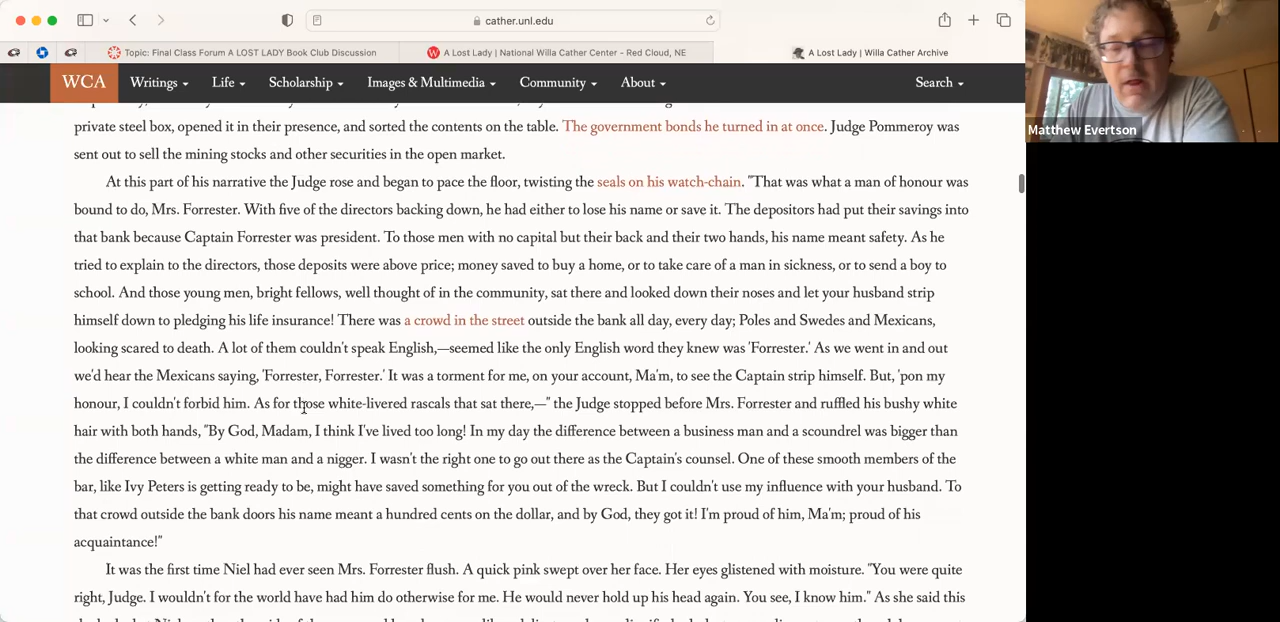 cather.unl.edu
Topic: Final Class Forum A LOST LADY Book Club Discussion
A Lost Lady | National Willa Cather Center - Red Cloud, NE
A Lost Lady | Willa Cather Archive
WCA Writings Life Scholarship Images & Multimedia Community About Search
private steel box, opened it in their presence, and sorted the contents on the table. The government bonds he turned in at once. Judge Pommeroy was
sent out to sell the mining stocks and other securities in the open market.
At this part of his narrative the Judge rose and began to pace the floor, twisting the seals on his watch-chain. "That was what a man of honour was
bound to do, Mrs. Forrester. With five of the directors backing down, he had either to lose his name or save it. The depositors had put their savings into
that bank because Captain Forrester was president. To those men with no capital but their back and their two hands, his name meant safety. As he
tried to explain to the directors, those deposits were above price; money saved to buy a home, or to take care of a man in sickness, or to send a boy to
school. And those young men, bright fellows, well thought of in the community, sat there and looked down their noses and let your husband strip
himself down to pledging his life insurance! There was a crowd in the street outside the bank all day, every day; Poles and Swedes and Mexicans,
looking scared to death. A lot of them couldn't speak English,—seemed like the only English word they knew was 'Forrester.' As we went in and out
we'd hear the Mexicans saying, 'Forrester, Forrester.' It was a torment for me, on your account, Ma'm, to see the Captain strip himself. But, 'pon my
honour, I couldn't forbid him. As for those white-livered rascals that sat there,—" the Judge stopped before Mrs. Forrester and ruffled his bushy white
hair with both hands, "By God, Madam, I think I've lived too long! In my day the difference between a business man and a scoundrel was bigger than
the difference between a white man and a nigger. I wasn't the right one to go out there as the Captain's counsel. One of these smooth members of the
bar, like Ivy Peters is getting ready to be, might have saved something for you out of the wreck. But I couldn't use my influence with your husband. To
that crowd outside the bank doors his name meant a hundred cents on the dollar, and by God, they got it! I'm proud of him, Ma'm; proud of his
acquaintance!"
It was the first time Niel had ever seen Mrs. Forrester flush. A quick pink swept over her face. Her eyes glistened with moisture. "You were quite
right, Judge. I wouldn't for the world have had him do otherwise for me. He would never hold up his head again. You see, I know him." As she said this
Matthew Evertson